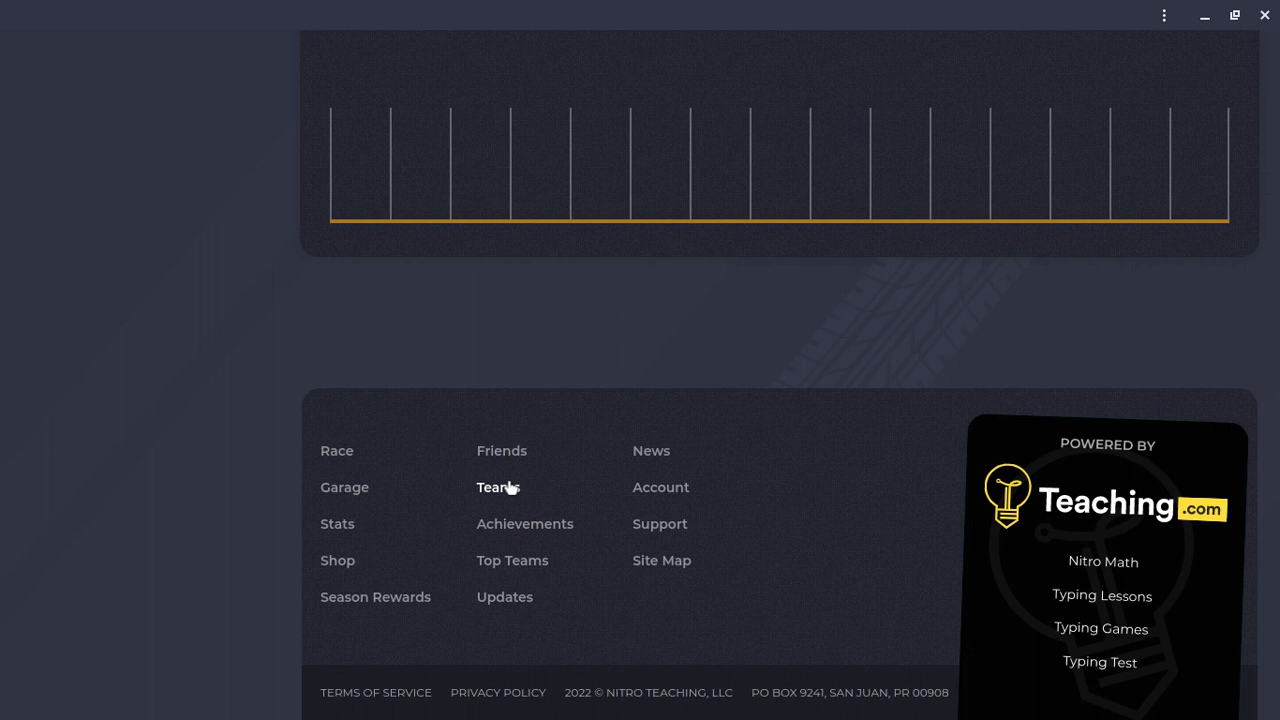 Race
Garage
Stats
Shop
Season Rewards
Friends
Teams
Achievements
Top Teams
Updates
News
Account
Support
Site Map
POWERED BY
Teaching.com
Nitro Math
Typing Lessons
Typing Games
Typing Test
TERMS OF SERVICE PRIVACY POLICY 2022 © NITRO TEACHING, LLC PO BOX 9241, SAN JUAN, PR 00908